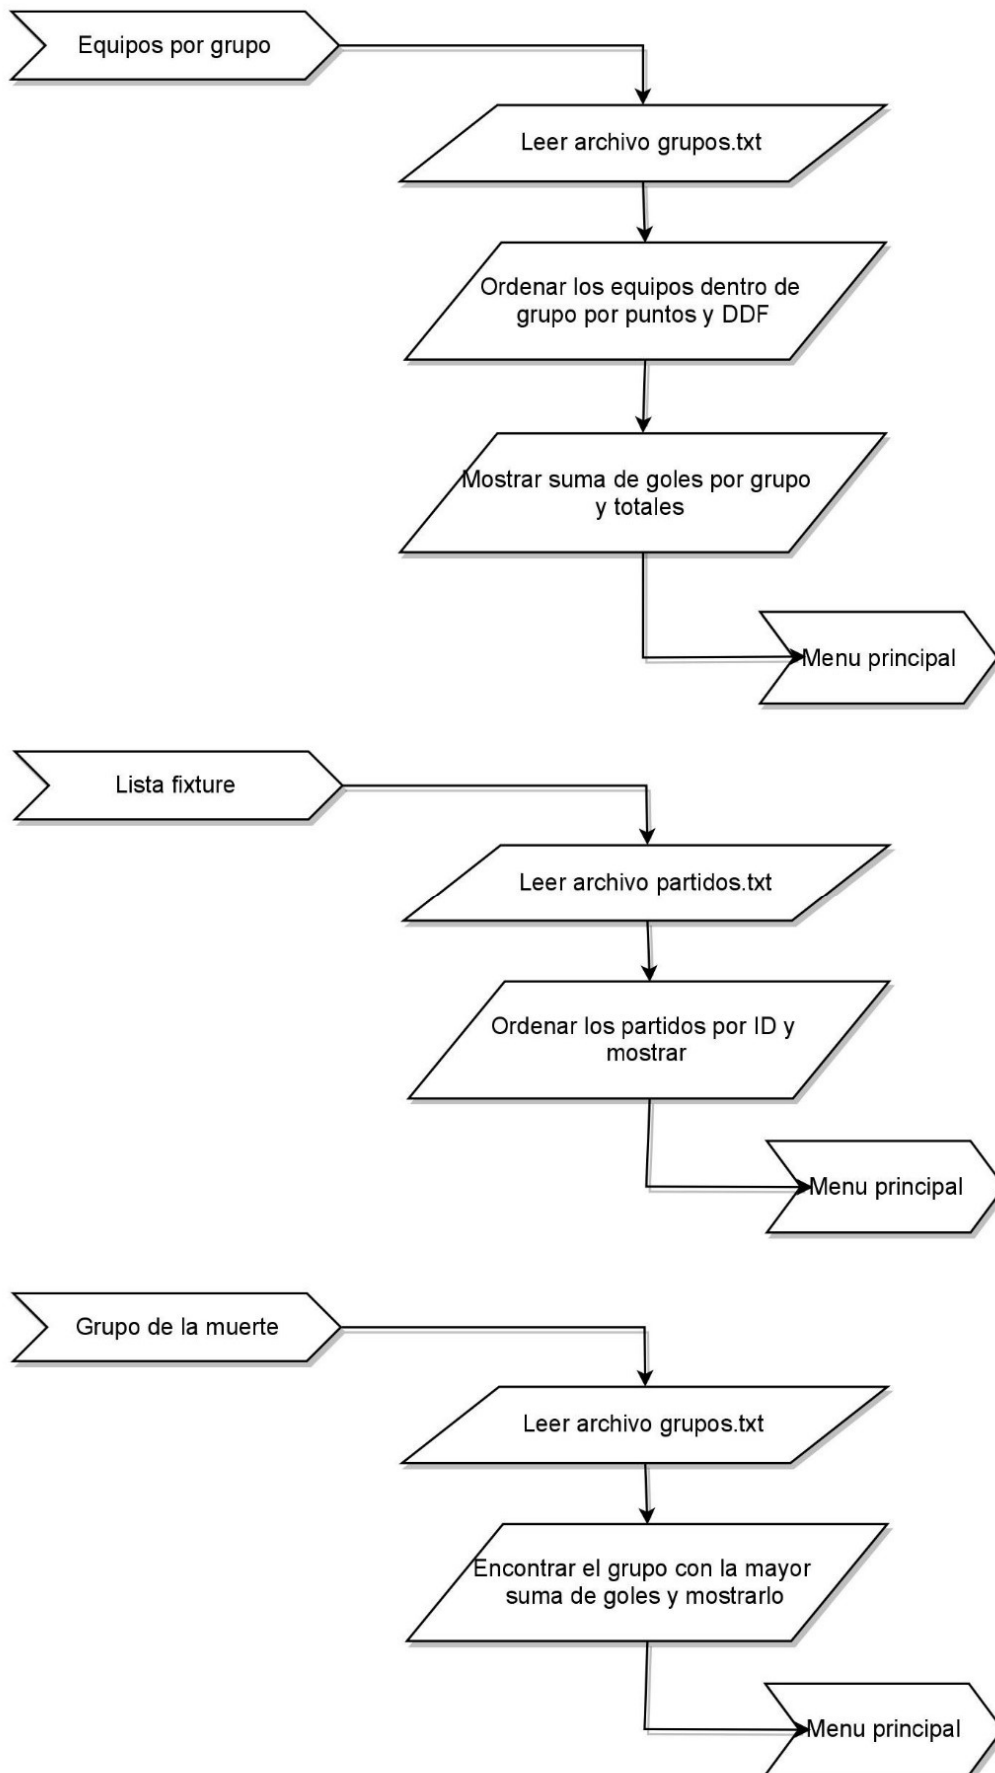 Equipos por grupo
Leer archivo grupos.txt
Ordenar los equipos dentro de
grupo por puntos y DDF
Mostrar suma de goles por grupo
y totales
Menu principal
Lista fixture
Leer archivo partidos.txt
Ordenar los partidos por ID y
mostrar
Menu principal
Grupo de la muerte
Leer archivo grupos.txt
Encontrar el grupo con la mayor
suma de goles y mostrarlo
Menu principal